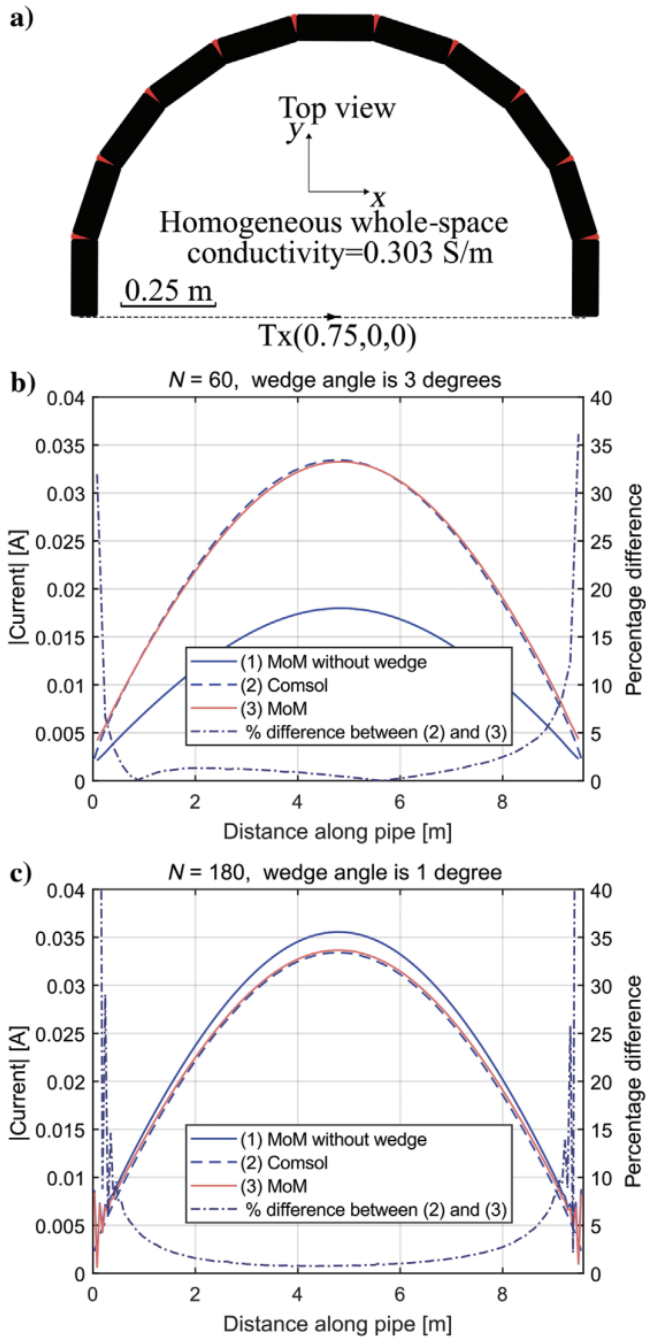 a)
Top view
y
x
Homogeneous whole-space
conductivity=0.303 S/m
0.25 m
Tx(0.75,0,0)
b)
N = 60, wedge angle is 3 degrees
0.04
0.035
0.03
0.025
0.02
0.015
0.01
0.005
0
|Current| [A]
40
35
30
25
20
15
10
5
0
Percentage difference
(1) MoM without wedge
(2) Comsol
(3) MoM
% difference between (2) and (3)
0 2 4 6 8
Distance along pipe [m]
c)
N = 180, wedge angle is 1 degree
0.04
0.035
0.03
0.025
0.02
0.015
0.01
0.005
0
|Current| [A]
40
35
30
25
20
15
10
5
0
Percentage difference
(1) MoM without wedge
(2) Comsol
(3) MoM
% difference between (2) and (3)
0 2 4 6 8
Distance along pipe [m]